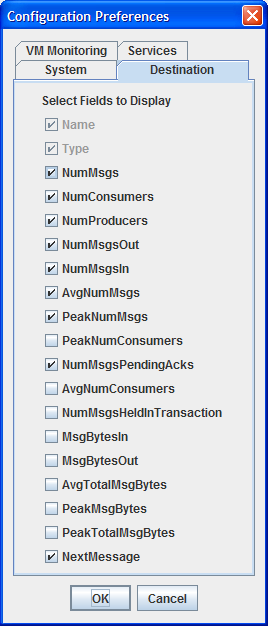 Configuration Preferences
VM Monitoring Services
System Destination
Select Fields to Display
Name
Type
NumMsgs
NumConsumers
NumProducers
NumMsgsOut
NumMsgsIn
AvgNumMsgs
PeakNumMsgs
PeakNumConsumers
NumMsgsPendingAcks
AvgNumConsumers
NumMsgsHeldInTransaction
MsgBytesIn
MsgBytesOut
AvgTotalMsgBytes
PeakMsgBytes
PeakTotalMsgBytes
NextMessage
OK Cancel